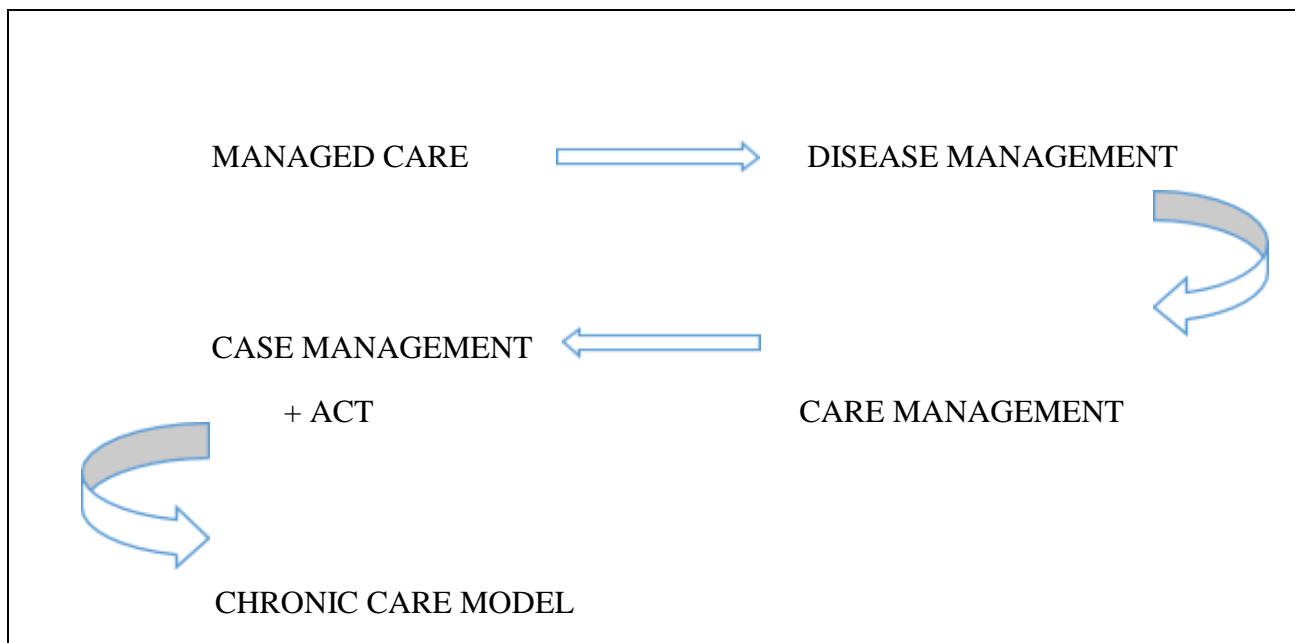 MANAGED CARE
DISEASE MANAGEMENT
CASE MANAGEMENT
+ ACT
CARE MANAGEMENT
CHRONIC CARE MODEL